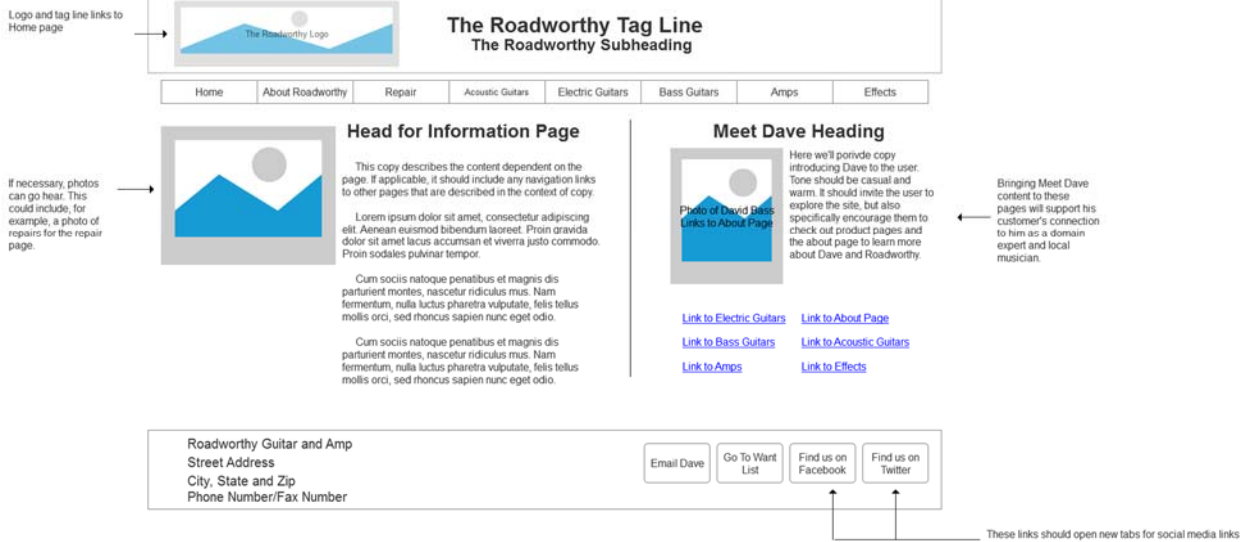 Logo and tag line links to
Home page
The Roadworthy Logo
The Roadworthy Tag Line
The Roadworthy Subheading
Home
About Roadworthy
Repair
Acoustic Guitars
Electric Guitars
Bass Guitars
Amps
Effects
If necessary, photos
can go hear. This
could include, for
example, a photo of
repairs for the repair
page.
Head for Information Page
This copy describes the content dependent on the
page. If applicable, it should include any navigation links
to other pages that are described in the context of copy.
Lorem ipsum dolor sit amet, consectetur adipiscing
elit. Aenean euismod bibendum laoreet. Proin gravida
dolor sit amet lacus accumsan et viverra justo commodo.
Proin sodales pulvinar tempor.
Cum sociis natoque penatibus et magnis dis
parturient montes, nascetur ridiculus mus. Nam
fermentum, nulla luctus pharetra vulputate, felis tellus
mollis orci, sed rhoncus sapien nunc eget odio.
Cum sociis natoque penatibus et magnis dis
parturient montes, nascetur ridiculus mus. Nam
fermentum, nulla luctus pharetra vulputate, felis tellus
mollis orci, sed rhoncus sapien nunc eget odio.
Meet Dave Heading
Photo of David Bass
Links to About Page
Here we'll porivde copy
introducing Dave to the user.
Tone should be casual and
warm. It should invite the user to
explore the site, but also
specifically encourage them to
check out product pages and
the about page to learn more
about Dave and Roadworthy.
Link to Electric Guitars
Link to About Page
Link to Bass Guitars
Link to Acoustic Guitars
Link to Amps
Link to Effects
Bringing Meet Dave
content to these
pages will support his
customer's connection
to him as a domain
expert and local
musician.
Roadworthy Guitar and Amp
Street Address
City, State and Zip
Phone Number/Fax Number
Email Dave
Go To Want
List
Find us on
Facebook
Find us on
Twitter
These links should open new tabs for social media links